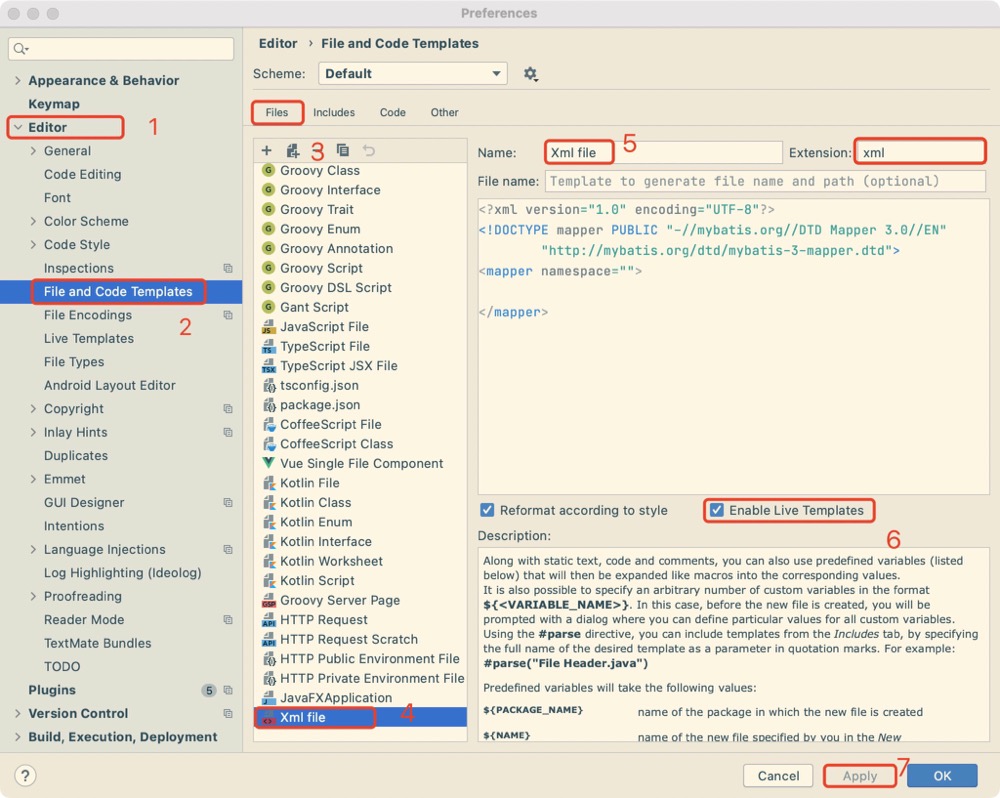 Preferences
Appearance & Behavior
Keymap
Editor
1
General
Code Editing
Font
Color Scheme
Code Style
Inspections
File and Code Templates
2
File Encodings
Live Templates
File Types
Android Layout Editor
Copyright
Inlay Hints
Duplicates
Emmet
GUI Designer
Intentions
Language Injections
Log Highlighting (Ideolog)
Proofreading
Reader Mode
TextMate Bundles
TODO
Plugins 5
Version Control
Build, Execution, Deployment
Editor › File and Code Templates
Scheme: Default
Files Includes Code Other
3
Groovy Class
Groovy Interface
Groovy Trait
Groovy Enum
Groovy Annotation
Groovy Script
Groovy DSL Script
Gant Script
JavaScript File
TypeScript File
TypeScript JSX File
tsconfig.json
package.json
CoffeeScript File
CoffeeScript Class
Vue Single File Component
Kotlin File
Kotlin Class
Kotlin Enum
Kotlin Interface
Kotlin Worksheet
Kotlin Script
Groovy Server Page
HTTP Request
HTTP Request Scratch
HTTP Public Environment File
HTTP Private Environment File
JavaFXApplication
Xml file 4
Name: Xml file 5 Extension: xml
File name: Template to generate file name and path (optional)
<?xml version="1.0" encoding="UTF-8"?>
<!DOCTYPE mapper PUBLIC "-//mybatis.org//DTD Mapper 3.0//EN"
"http://mybatis.org/dtd/mybatis-3-mapper.dtd">
<mapper namespace="">
</mapper>
Reformat according to style Enable Live Templates
6
Description:
Along with static text, code and comments, you can also use predefined variables (listed
below) that will then be expanded like macros into the corresponding values.
It is also possible to specify an arbitrary number of custom variables in the format
${<VARIABLE_NAME>}. In this case, before the new file is created, you will be
prompted with a dialog where you can define particular values for all custom variables.
Using the #parse directive, you can include templates from the Includes tab, by specifying
the full name of the desired template as a parameter in quotation marks. For example:
#parse("File Header.java")
Predefined variables will take the following values:
${PACKAGE_NAME} name of the package in which the new file is created
${NAME} name of the new file specified by you in the New
? Cancel Apply 7 OK